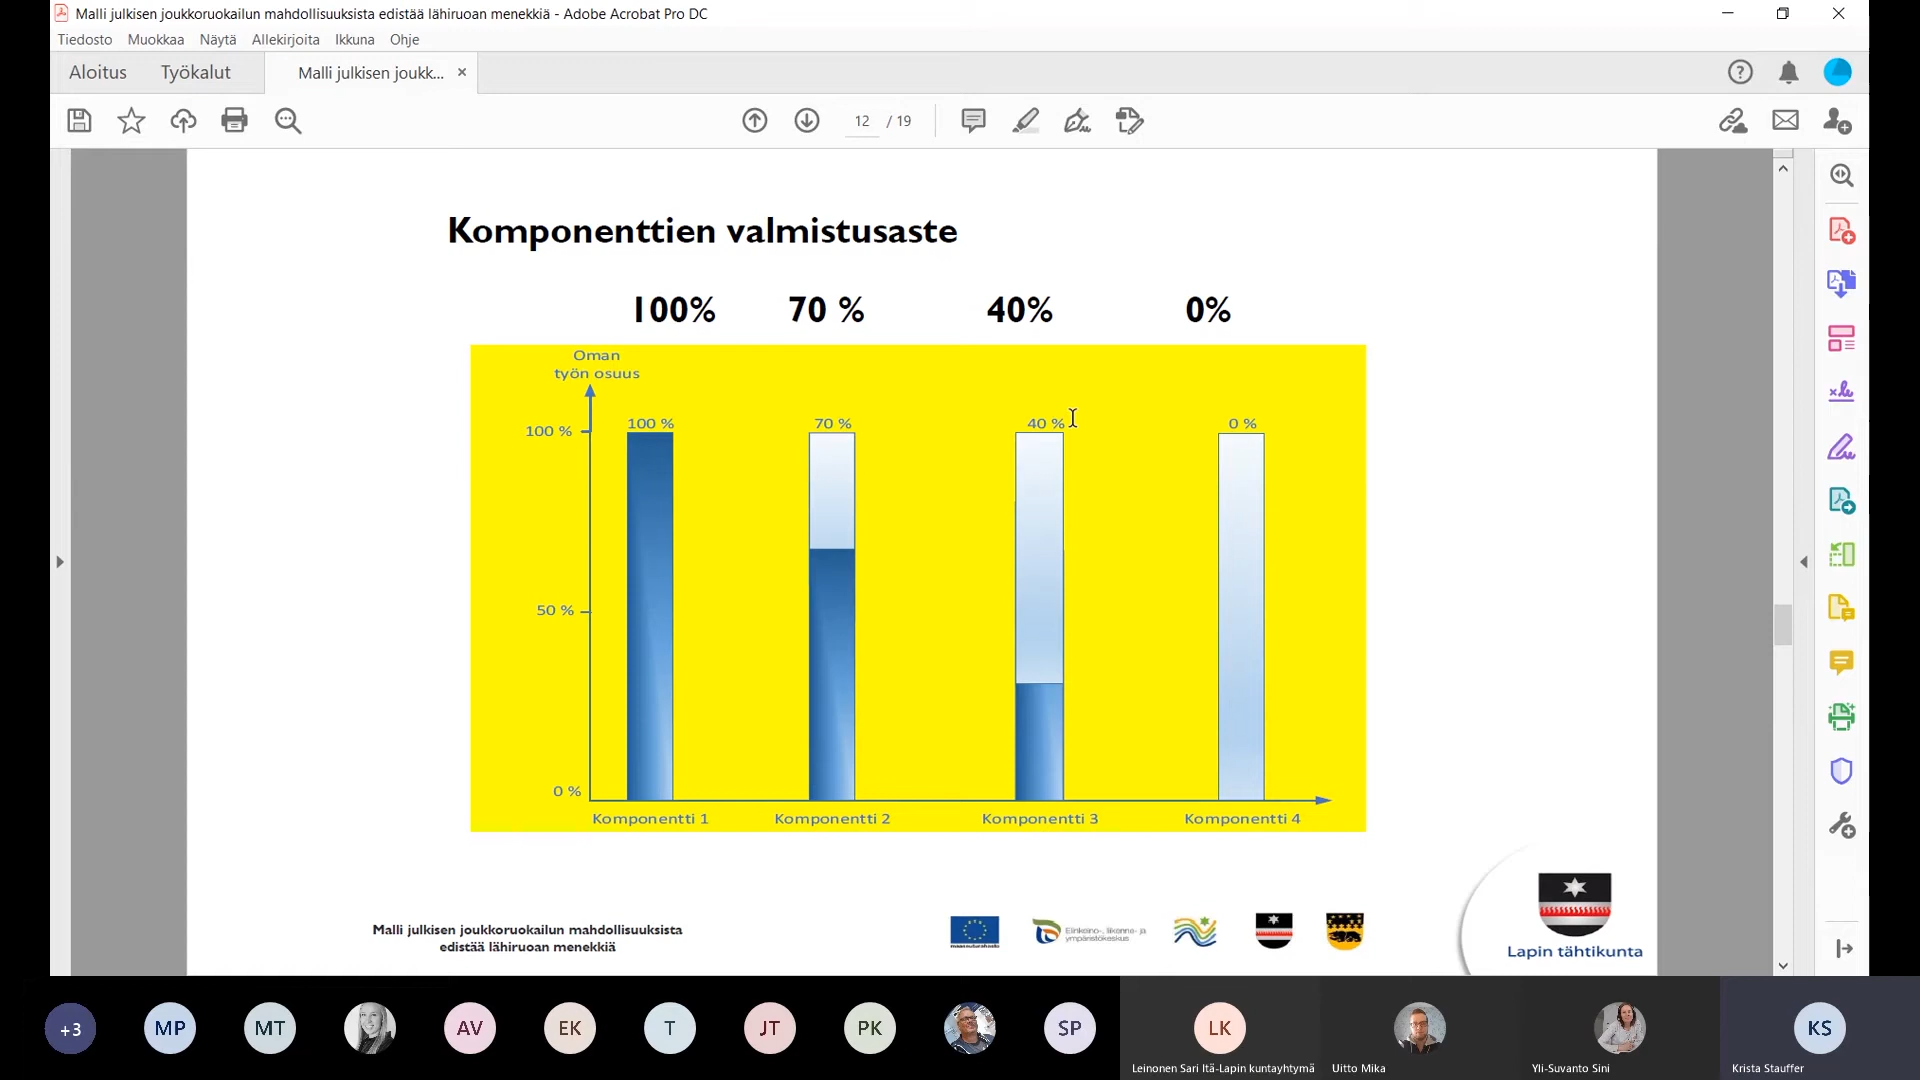 Malli julkisen joukkoruokailun mahdollisuuksista edistää lähiruoan menekkiä - Adobe Acrobat Pro DC
Tiedosto Muokkaa Näytä Allekirjoita Ikkuna Ohje
Aloitus Työkalut Malli julkisen joukk... ×
12 / 19
Komponenttien valmistusaste
100% 70 % 40% 0%
Oman
työn osuus
100 % 70 % 40 % 0 %
100 %
50 %
0 %
Komponentti 1 Komponentti 2 Komponentti 3 Komponentti 4
Malli julkisen joukkoruokailun mahdollisuuksista
edistää lähiruoan menekkiä
Elinkeino-, liikenne- ja
ympäristökeskus
Lapin tähtikunta
+3 MP MT AV EK T JT PK SP LK KS
Leinonen Sari Itä-Lapin kuntayhtymä Uitto Mika Yli-Suvanto Sini Krista Stauffer